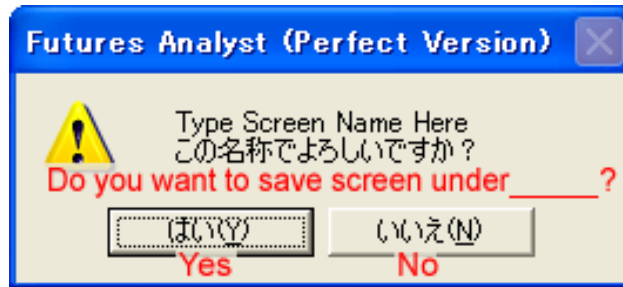 Futures Analyst (Perfect Version)
Type Screen Name Here
この名称でよろしいですか？
Do you want to save screen under_____?
はい(Y) いいえ(N)
Yes No